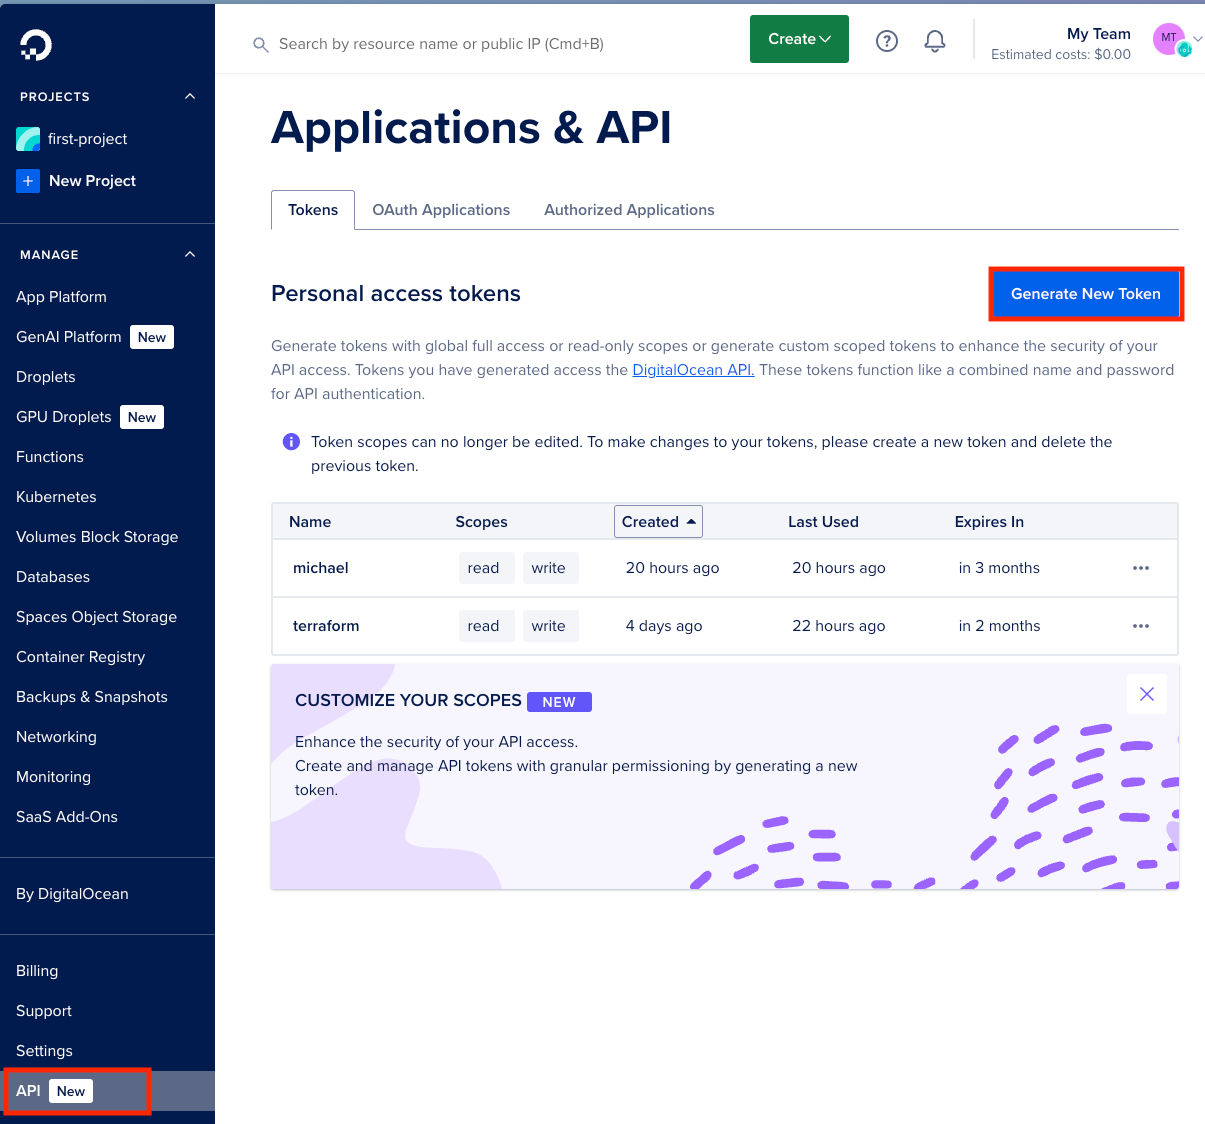 PROJECTS
first-project
+ New Project
MANAGE
App Platform
GenAI Platform New
Droplets
GPU Droplets New
Functions
Kubernetes
Volumes Block Storage
Databases
Spaces Object Storage
Container Registry
Backups & Snapshots
Networking
Monitoring
SaaS Add-Ons
By DigitalOcean
Billing
Support
Settings
API New
Search by resource name or public IP (Cmd+B)
Create
My Team
Estimated costs: $0.00
MT
Applications & API
Tokens OAuth Applications Authorized Applications
Personal access tokens
Generate New Token
Generate tokens with global full access or read-only scopes or generate custom scoped tokens to enhance the security of your
API access. Tokens you have generated access the DigitalOcean API. These tokens function like a combined name and password
for API authentication.
Token scopes can no longer be edited. To make changes to your tokens, please create a new token and delete the
previous token.
Name Scopes Created Last Used Expires In
michael read write 20 hours ago 20 hours ago in 3 months ...
terraform read write 4 days ago 22 hours ago in 2 months ...
CUSTOMIZE YOUR SCOPES NEW
Enhance the security of your API access.
Create and manage API tokens with granular permissioning by generating a new
token.